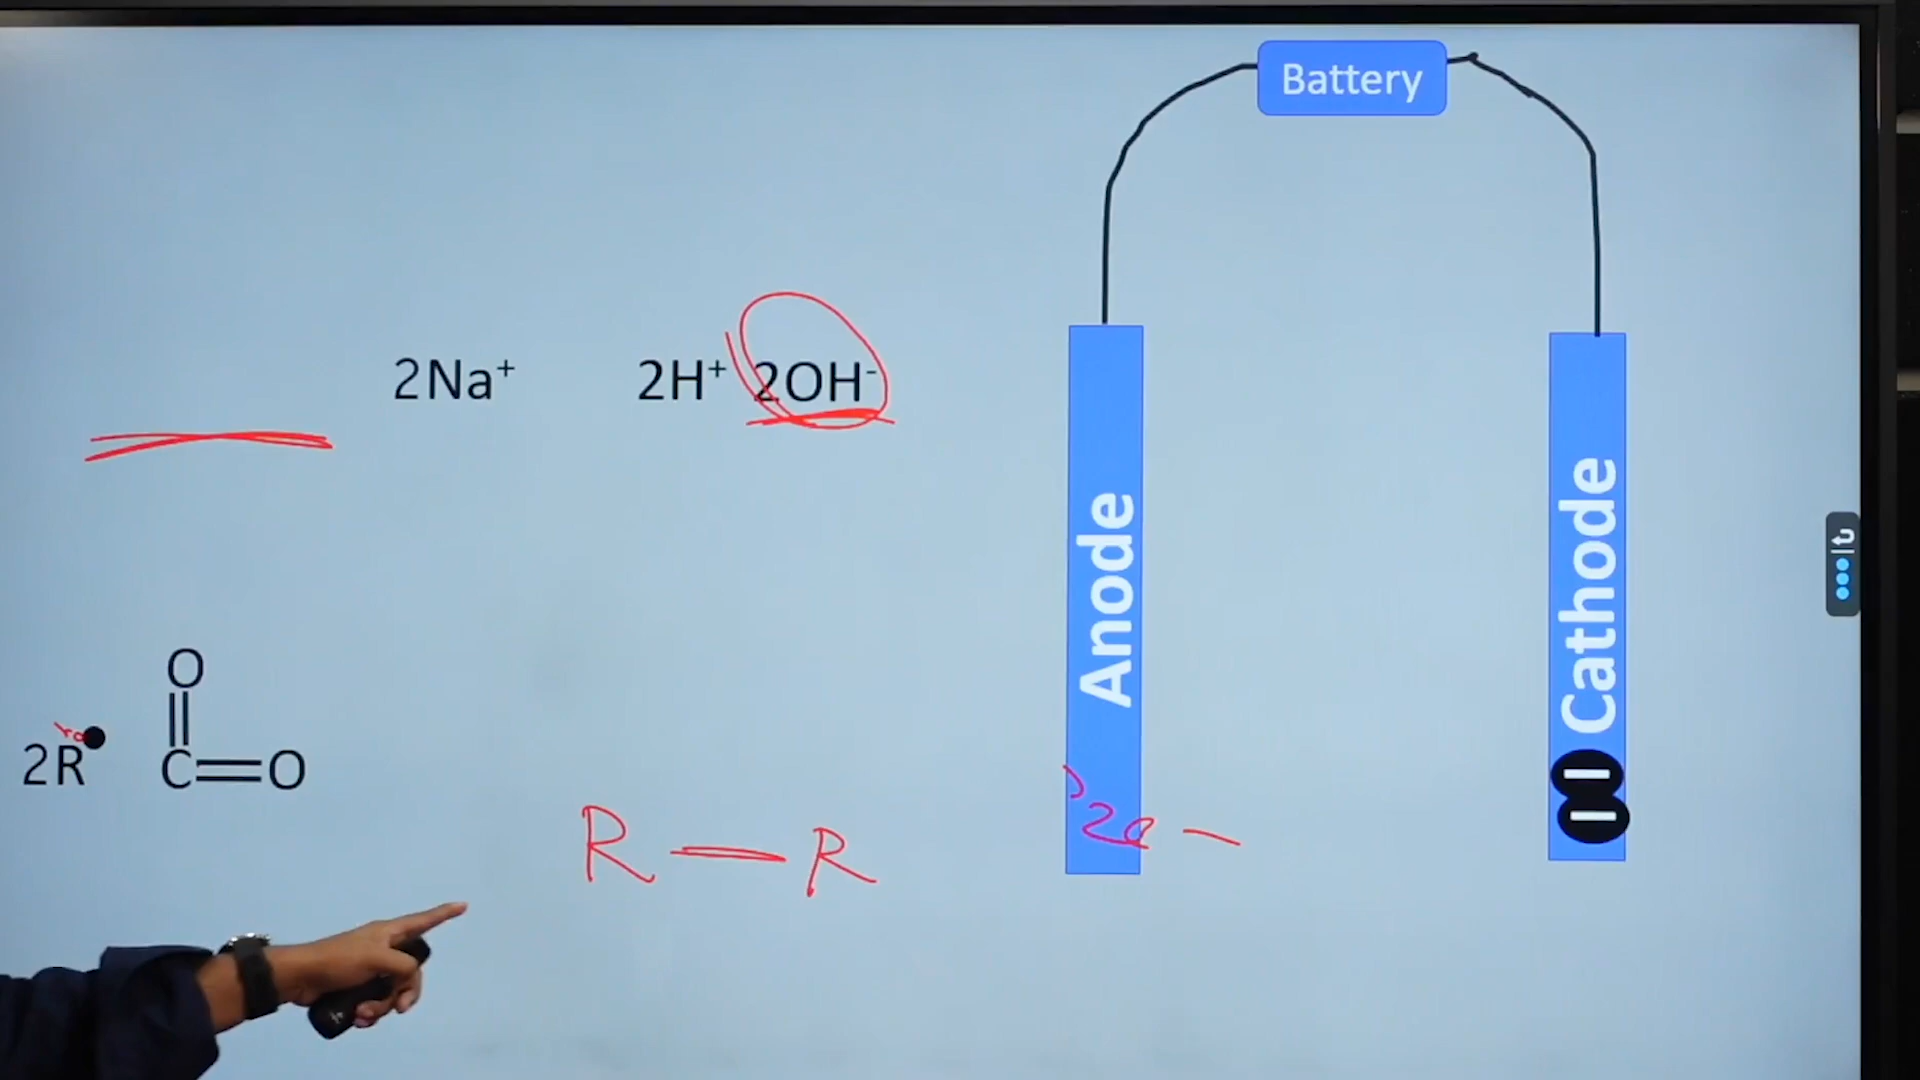 Battery
2Na⁺ 2H⁺ 2OH⁻
Anode
Cathode
O
2R• C=O
R — R
2e −